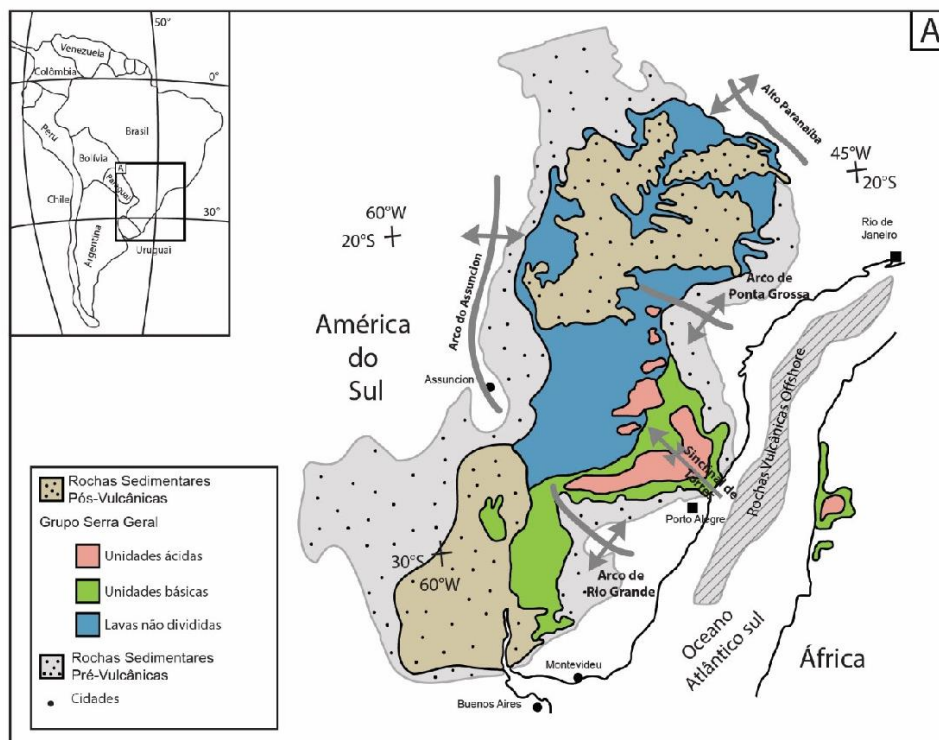 A
50°
Venezuela
Colômbia
0°
Peru
Brasil
Bolívia
Paraguai
Chile
30°
Argentina
Uruguai
Alto Paranaíba
45°W
20°S
60°W
20°S
Rio de
Janeiro
Arco do Assuncion
Arco de
Ponta Grossa
América
do
Sul
Assuncion
Rochas Vulcânicas Offshore
Sinclinal de
Torres
Porto Alegre
30°S
60°W
Arco de
Rio Grande
Oceano
Atlântico sul
África
Montevideu
Buenos Aires
Rochas Sedimentares
Pós-Vulcânicas
Grupo Serra Geral
Unidades ácidas
Unidades básicas
Lavas não divididas
Rochas Sedimentares
Pré-Vulcânicas
Cidades